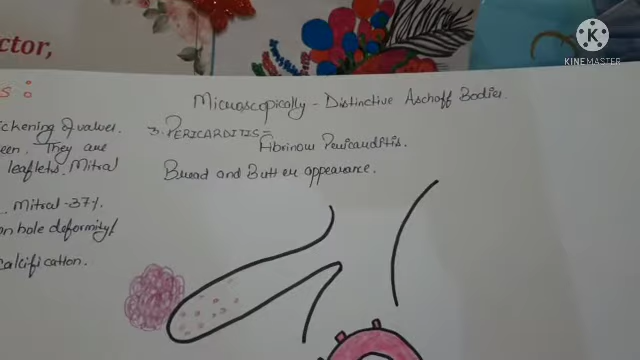 ctor,
KINEMASTER
s :
Microscopically - Distinctive Aschoff Bodies.
ickening of valves.
een. They are
leaflets. Mitral
3. PERICARDITIS -
Fibrinous Pericarditis.
Bread and Butter appearance.
Mitral - 37%.
on hole deformity/
calcification.